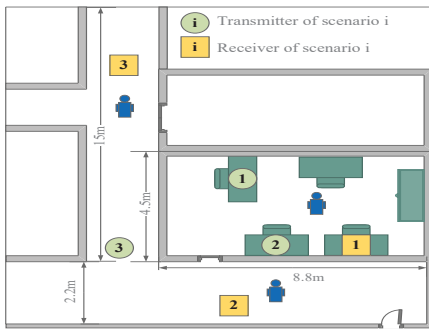 i Transmitter of scenario i
i Receiver of scenario i
3
15m
1
4.5m
3
2
1
8.8m
2.2m
2